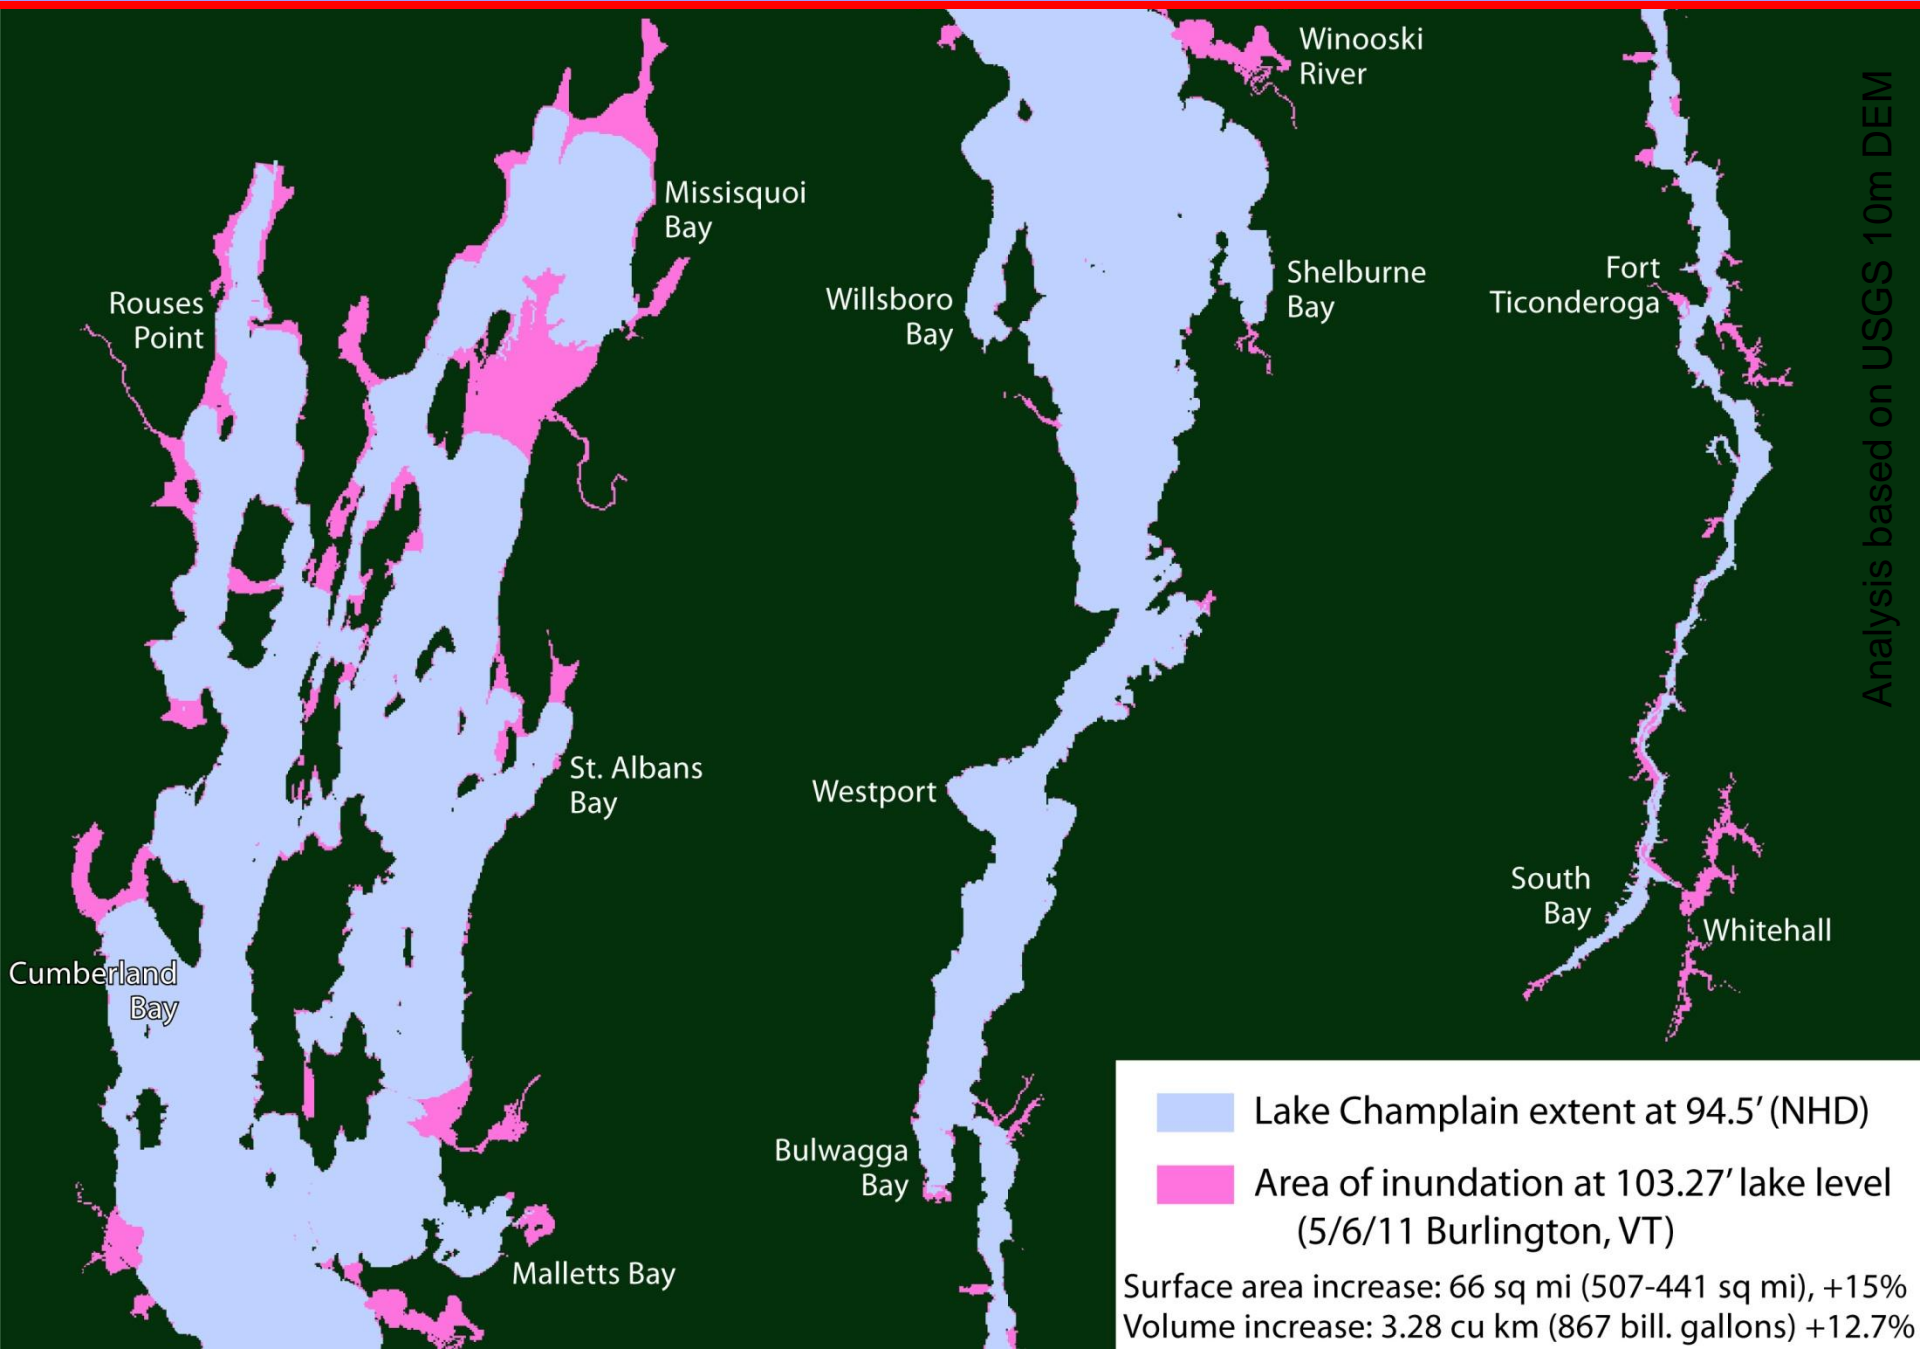 Winooski
River
Missisquoi
Bay
Rouses
Point
Willsboro
Bay
Shelburne
Bay
Fort
Ticonderoga
Analysis based on USGS 10m DEM
St. Albans
Bay
Westport
South
Bay
Whitehall
Cumberland
Bay
Bulwagga
Bay
Malletts Bay
Lake Champlain extent at 94.5' (NHD)
Area of inundation at 103.27' lake level
(5/6/11 Burlington, VT)
Surface area increase: 66 sq mi (507-441 sq mi), +15%
Volume increase: 3.28 cu km (867 bill. gallons) +12.7%